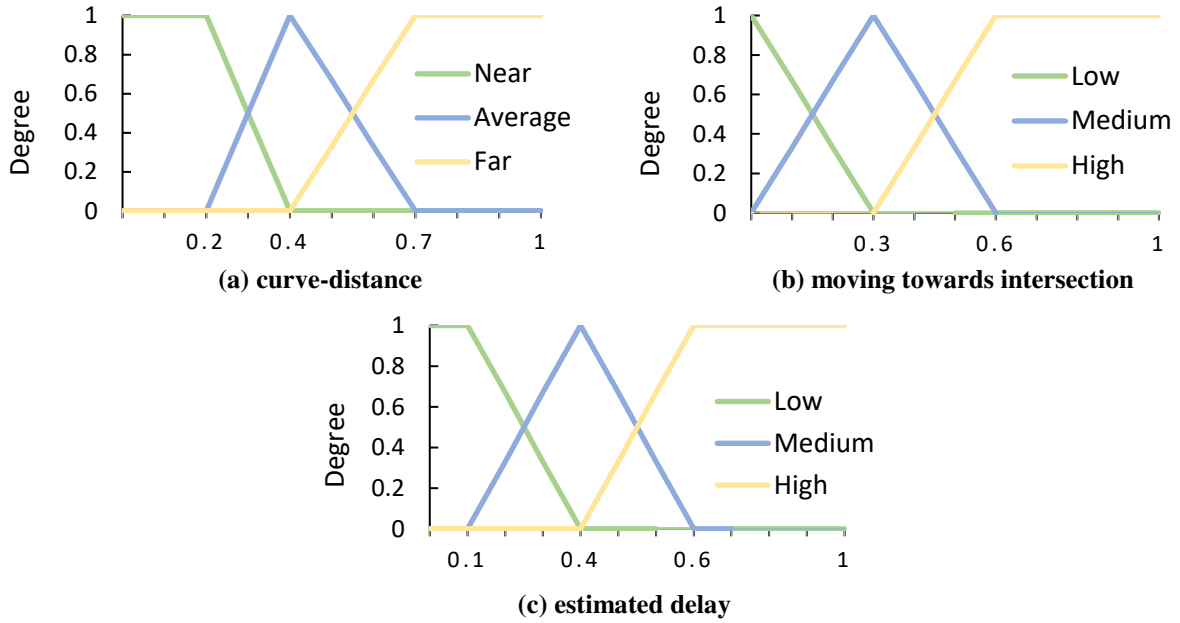 Degree
1
0.8
0.6
0.4
0.2
0
Near
Average
Far
0.2 0.4 0.7 1
(a) curve-distance
Degree
1
0.8
0.6
0.4
0.2
0
Low
Medium
High
0.3 0.6 1
(b) moving towards intersection
Degree
1
0.8
0.6
0.4
0.2
0
Low
Medium
High
0.1 0.4 0.6 1
(c) estimated delay